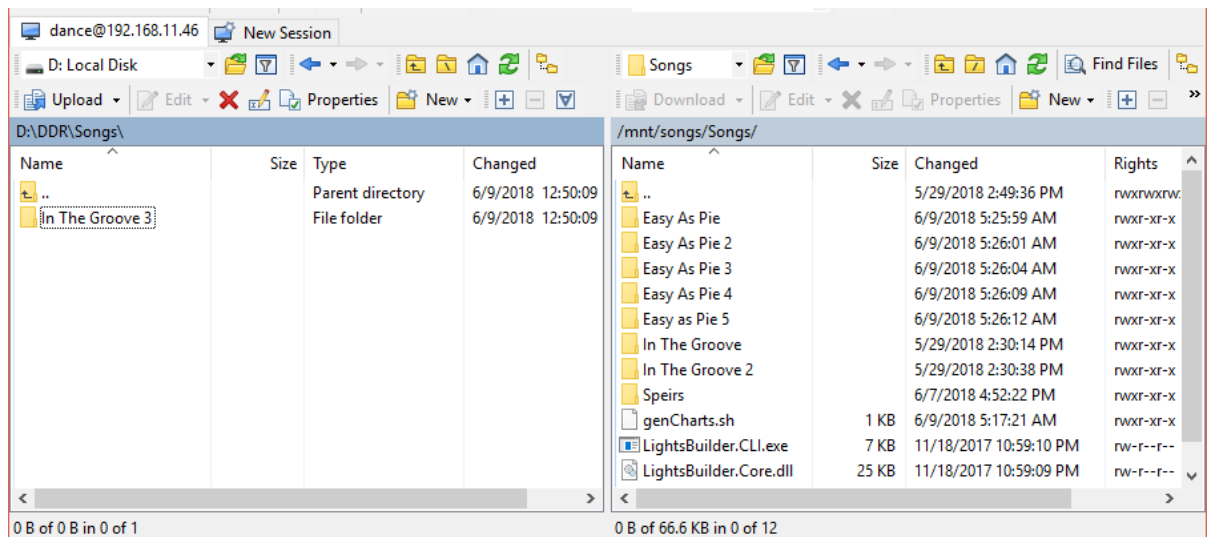 dance@192.168.11.46 New Session
D: Local Disk
Songs Find Files
Upload Edit Properties New
Download Edit Properties New »
D:\DDR\Songs\ /mnt/songs/Songs/
Name Size Type Changed Name Size Changed Rights
.. Parent directory 6/9/2018 12:50:09 .. 5/29/2018 2:49:36 PM rwxrwxrw
In The Groove 3 File folder 6/9/2018 12:50:09 Easy As Pie 6/9/2018 5:25:59 AM rwxr-xr-x
Easy As Pie 2 6/9/2018 5:26:01 AM rwxr-xr-x
Easy As Pie 3 6/9/2018 5:26:04 AM rwxr-xr-x
Easy As Pie 4 6/9/2018 5:26:09 AM rwxr-xr-x
Easy as Pie 5 6/9/2018 5:26:12 AM rwxr-xr-x
In The Groove 5/29/2018 2:30:14 PM rwxr-xr-x
In The Groove 2 5/29/2018 2:30:38 PM rwxr-xr-x
Speirs 6/7/2018 4:52:22 PM rwxr-xr-x
genCharts.sh 1 KB 6/9/2018 5:17:21 AM rwxr-xr-x
LightsBuilder.CLI.exe 7 KB 11/18/2017 10:59:10 PM rw-r--r--
LightsBuilder.Core.dll 25 KB 11/18/2017 10:59:09 PM rw-r--r--
0 B of 0 B in 0 of 1 0 B of 66.6 KB in 0 of 12